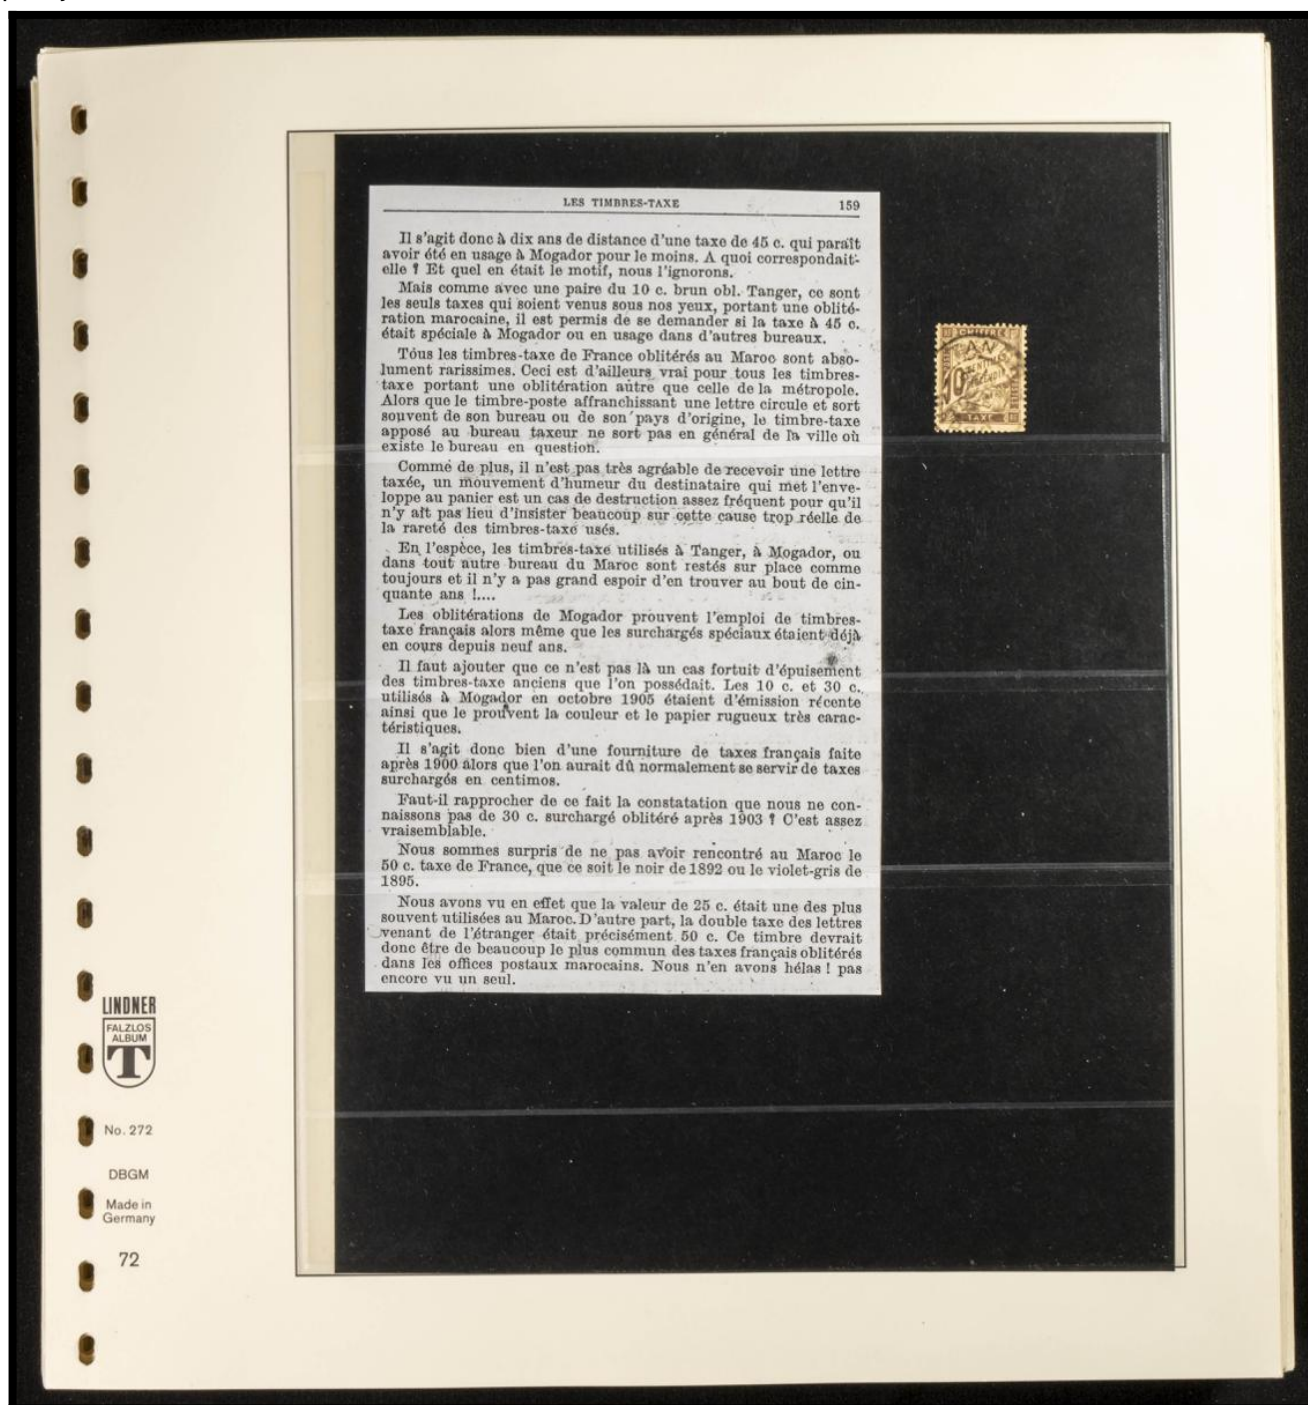 LES TIMBRES-TAXE 159
Il s'agit donc à dix ans de distance d'une taxe de 45 c. qui paraît
avoir été en usage à Mogador pour le moins. A quoi correspondait-
elle ? Et quel en était le motif, nous l'ignorons.
Mais comme avec une paire du 10 c. brun obl. Tanger, ce sont
les seuls taxes qui soient venus sous nos yeux, portant une oblité-
ration marocaine, il est permis de se demander si la taxe à 45 c.
était spéciale à Mogador ou en usage dans d'autres bureaux.
Tous les timbres-taxe de France oblitérés au Maroc sont abso-
lument rarissimes. Ceci est d'ailleurs vrai pour tous les timbres-
taxe portant une oblitération autre que celle de la métropole.
Alors que le timbre-poste affranchissant une lettre circule et sort
souvent de son bureau ou de son pays d'origine, le timbre-taxe
apposé au bureau taxeur ne sort pas en général de la ville où
existe le bureau en question.
Comme de plus, il n'est pas très agréable de recevoir une lettre
taxée, un mouvement d'humeur du destinataire qui met l'enve-
loppe au panier est un cas de destruction assez fréquent pour qu'il
n'y ait pas lieu d'insister beaucoup sur cette cause trop réelle de
la rareté des timbres-taxe usés.
En l'espèce, les timbres-taxe utilisés à Tanger, à Mogador, ou
dans tout autre bureau du Maroc sont restés sur place comme
toujours et il n'y a pas grand espoir d'en trouver au bout de cin-
quante ans !....
Les oblitérations de Mogador prouvent l'emploi de timbres-
taxe français alors même que les surchargés spéciaux étaient déjà
en cours depuis neuf ans.
Il faut ajouter que ce n'est pas là un cas fortuit d'épuisement
des timbres-taxe anciens que l'on possédait. Les 10 c. et 30 c.
utilisés à Mogador en octobre 1905 étaient d'émission récente
ainsi que le prouvent la couleur et le papier rugueux très carac-
téristiques.
Il s'agit donc bien d'une fourniture de taxes français faite
après 1900 alors que l'on aurait dû normalement se servir de taxes
surchargés en centimos.
Faut-il rapprocher de ce fait la constatation que nous ne con-
naissons pas de 30 c. surchargé oblitéré après 1903 ? C'est assez
vraisemblable.
Nous sommes surpris de ne pas avoir rencontré au Maroc le
50 c. taxe de France, que ce soit le noir de 1892 ou le violet-gris de
1895.
Nous avons vu en effet que la valeur de 25 c. était une des plus
souvent utilisées au Maroc. D'autre part, la double taxe des lettres
venant de l'étranger était précisément 50 c. Ce timbre devrait
donc être de beaucoup le plus commun des taxes français oblitérés
dans les offices postaux marocains. Nous n'en avons hélas ! pas
encore vu un seul.
CHIFFRE
10
TAXE
LINDNER
FALZLOS
ALBUM
T
No. 272
DBGM
Made in
Germany
72